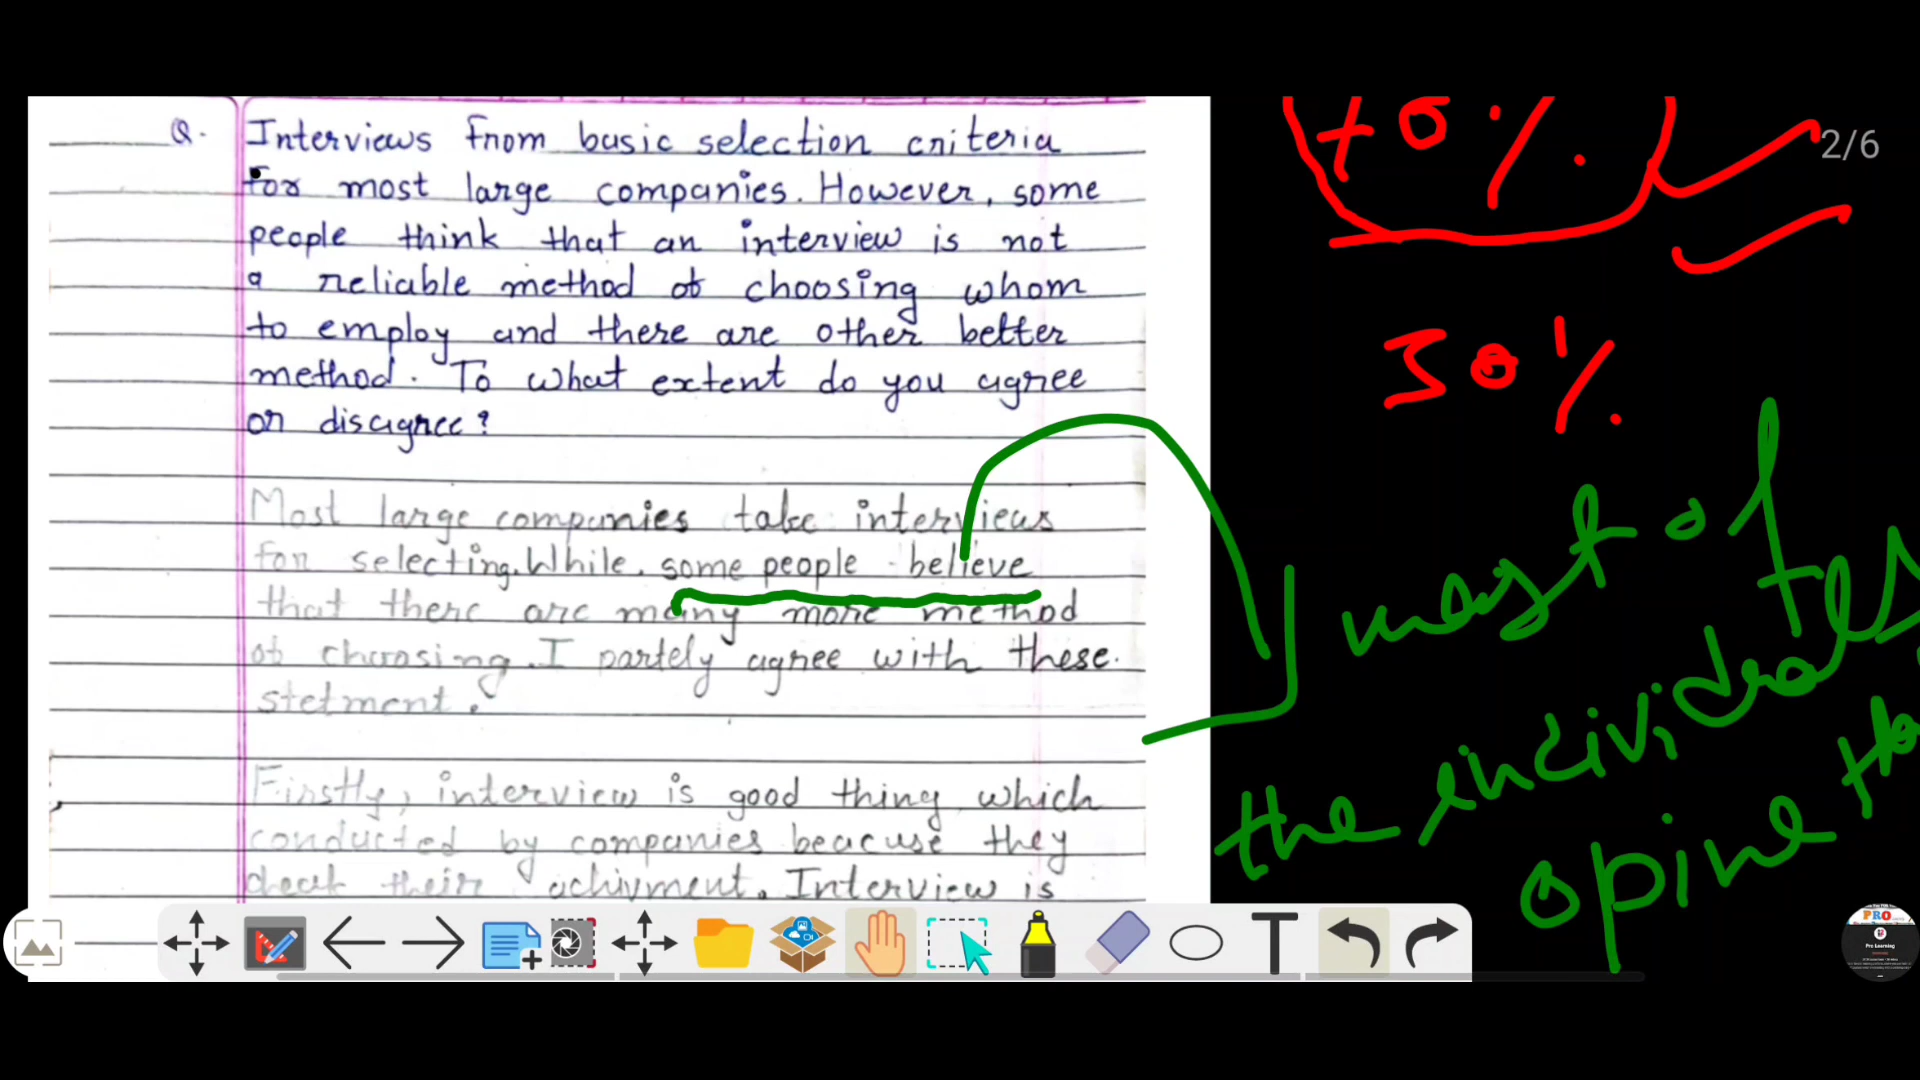 Q. Interviews From basic selection criteria
For most large companies. However, some
people think that an interview is not
a reliable method of choosing whom
to employ and there are other better
method. To what extent do you agree
or disagree?
Most large companies take interviews
for selecting. While. some people believe
that there are many more method
of choosing. I partely agree with these.
stetment.
Firstly, interview is good thing which
conducted by companies beacuse they
their achivment. Interview is
70%.
2/6
30%.
most of
the
opine
T
PRO
Pro Learning